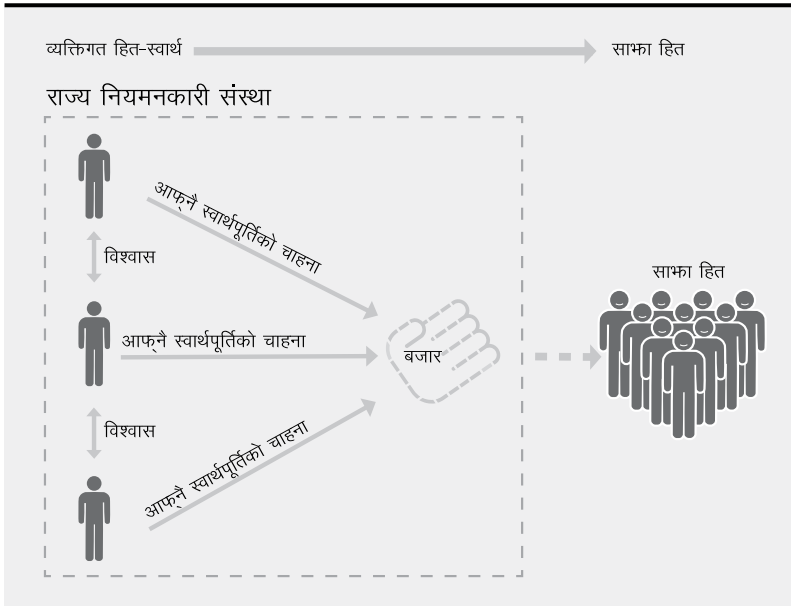 व्यक्तिगत हित-स्वार्थ
साझा हित
राज्य नियमनकारी संस्था
आफ्नै स्वार्थपूर्तिको चाहना
विश्वास
साझा हित
आफ्नै स्वार्थपूर्तिको चाहना
बजार
विश्वास
आफ्नै स्वार्थपूर्तिको चाहना